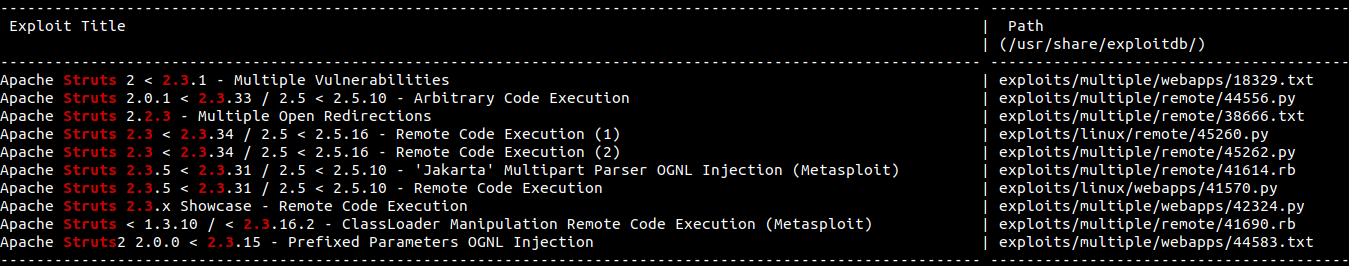 Exploit Title | Path
| (/usr/share/exploitdb/)
Apache Struts 2 < 2.3.1 - Multiple Vulnerabilities | exploits/multiple/webapps/18329.txt
Apache Struts 2.0.1 < 2.3.33 / 2.5 < 2.5.10 - Arbitrary Code Execution | exploits/multiple/remote/44556.py
Apache Struts 2.2.3 - Multiple Open Redirections | exploits/multiple/remote/38666.txt
Apache Struts 2.3 < 2.3.34 / 2.5 < 2.5.16 - Remote Code Execution (1) | exploits/linux/remote/45260.py
Apache Struts 2.3 < 2.3.34 / 2.5 < 2.5.16 - Remote Code Execution (2) | exploits/multiple/remote/45262.py
Apache Struts 2.3.5 < 2.3.31 / 2.5 < 2.5.10 - 'Jakarta' Multipart Parser OGNL Injection (Metasploit) | exploits/multiple/remote/41614.rb
Apache Struts 2.3.5 < 2.3.31 / 2.5 < 2.5.10 - Remote Code Execution | exploits/linux/webapps/41570.py
Apache Struts 2.3.x Showcase - Remote Code Execution | exploits/multiple/webapps/42324.py
Apache Struts < 1.3.10 / < 2.3.16.2 - ClassLoader Manipulation Remote Code Execution (Metasploit) | exploits/multiple/remote/41690.rb
Apache Struts2 2.0.0 < 2.3.15 - Prefixed Parameters OGNL Injection | exploits/multiple/webapps/44583.txt